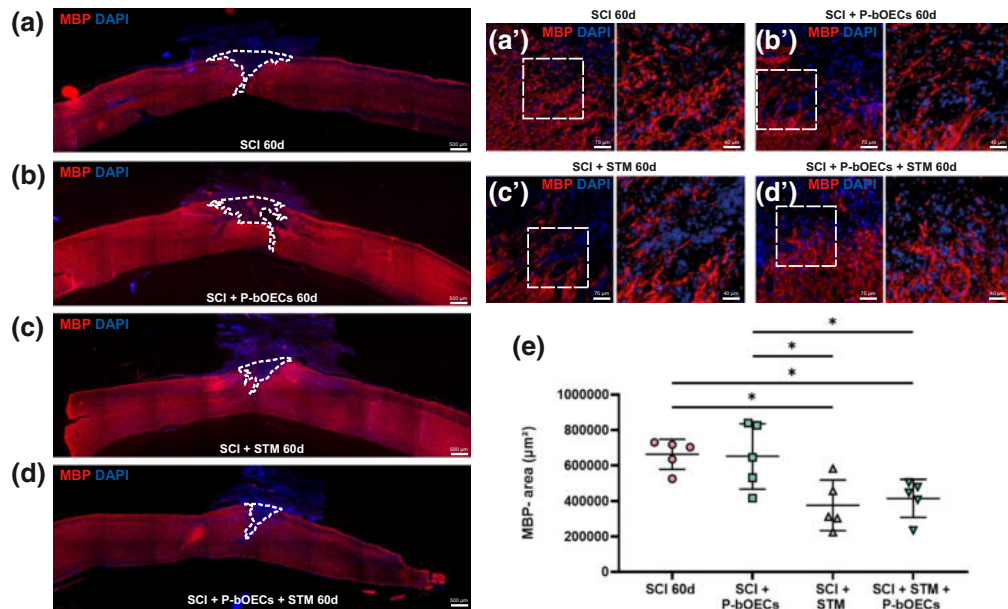 (a)
MBP DAPI
SCI 60d
500 µm
(b)
MBP DAPI
SCI + P-bOECs 60d
500 µm
(c)
MBP DAPI
SCI + STM 60d
500 µm
(d)
MBP DAPI
SCI + P-bOECs + STM 60d
500 µm
SCI 60d
SCI + P-bOECs 60d
(a’)
MBP DAPI
75 µm
40 µm
(b’)
MBP DAPI
75 µm
40 µm
SCI + STM 60d
SCI + P-bOECs + STM 60d
(c’)
MBP DAPI
75 µm
40 µm
(d’)
MBP DAPI
75 µm
40 µm
(e)
*
*
*
*
MBP- area (µm²)
1000000
800000
600000
400000
200000
0
SCI 60d
SCI +
P-bOECs
SCI +
STM
SCI + STM +
P-bOECs